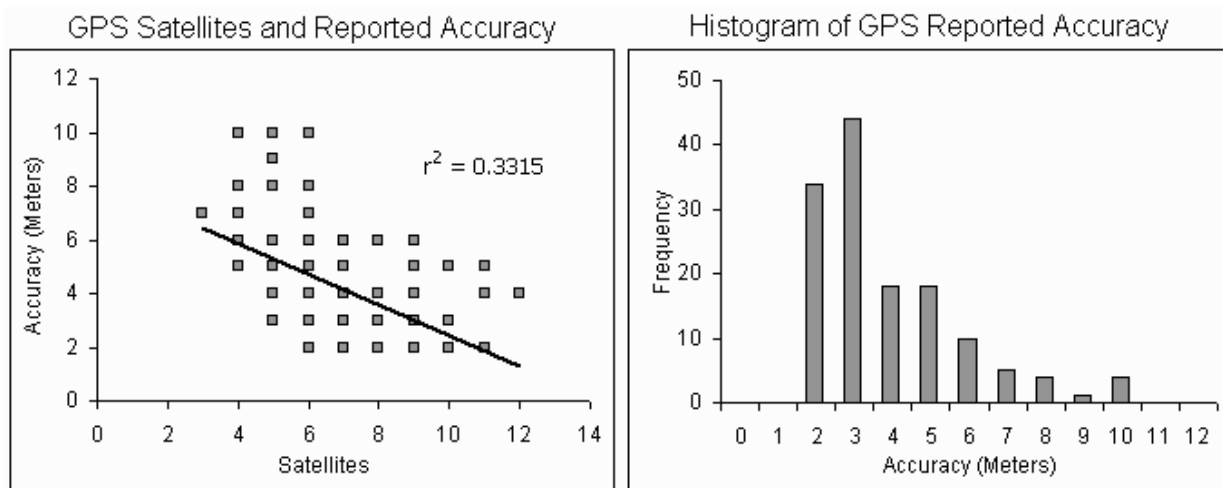 GPS Satellites and Reported Accuracy
12
10
8
6
4
2
0
Accuracy (Meters)
r² = 0.3315
0 2 4 6 8 10 12 14
Satellites
Histogram of GPS Reported Accuracy
50
40
30
20
10
0
Frequency
0 1 2 3 4 5 6 7 8 9 10 11 12
Accuracy (Meters)